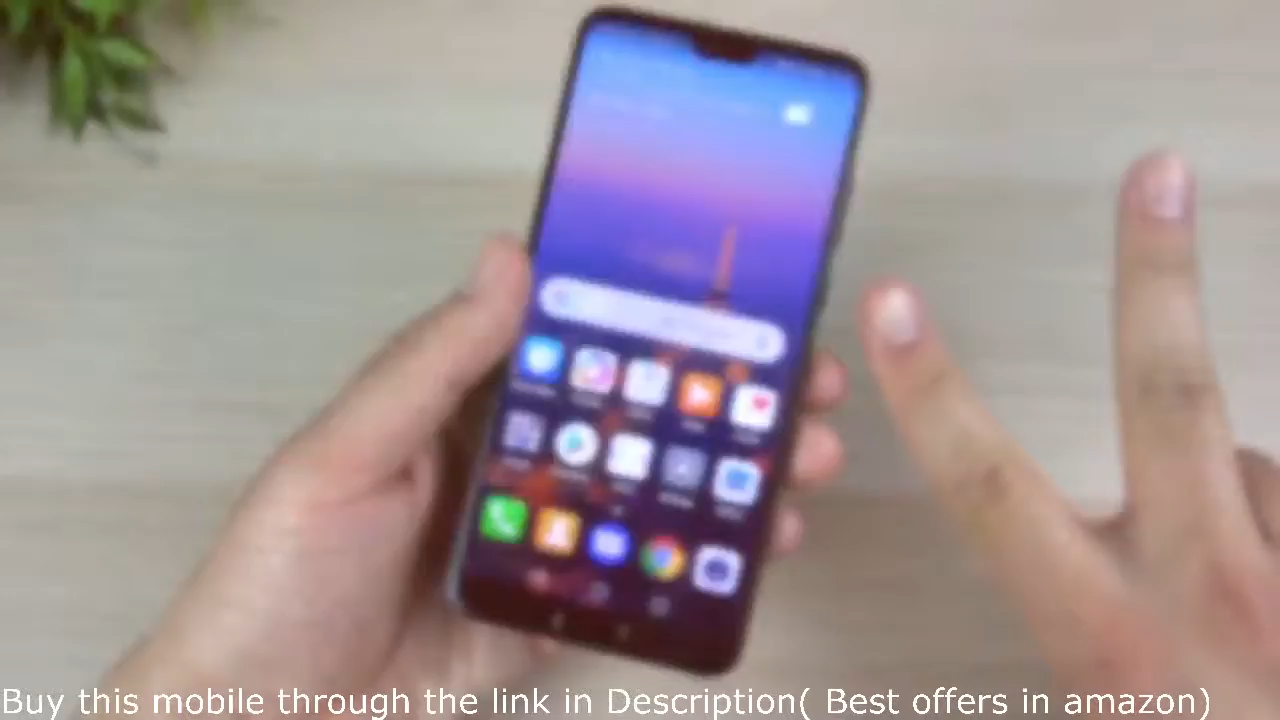 Buy this mobile through the link in Description( Best offers in amazon)